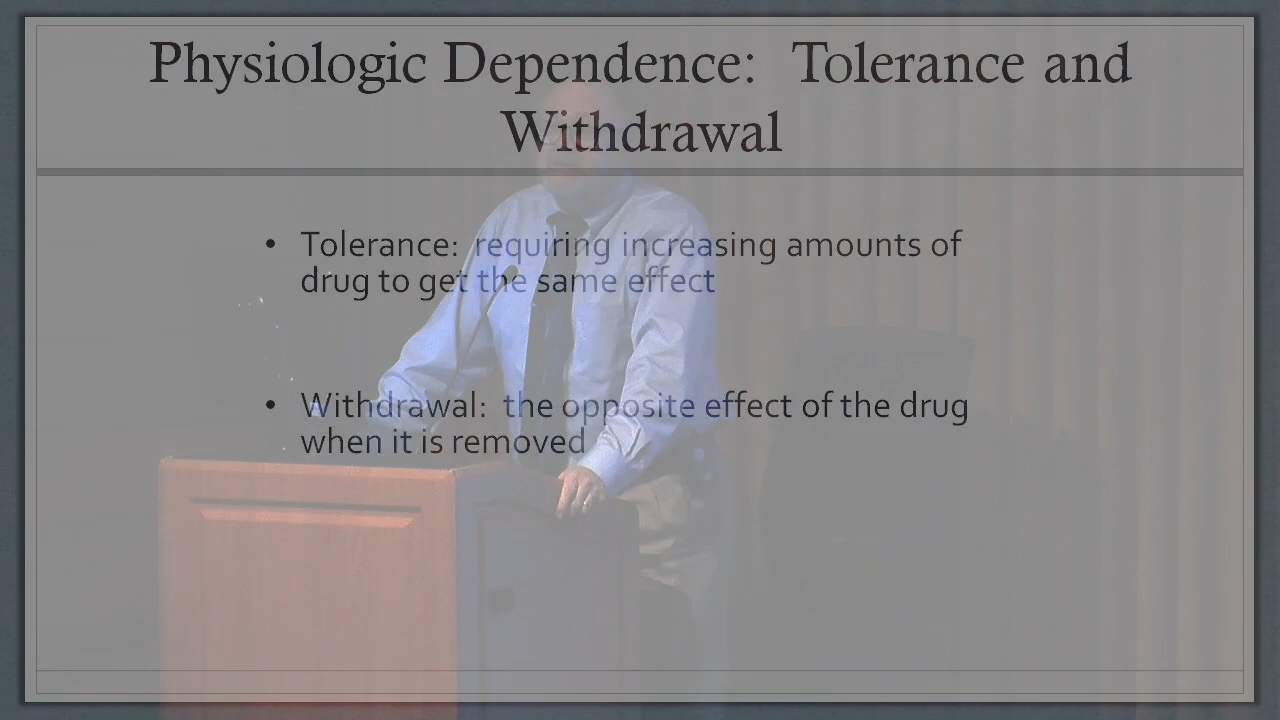 Physiologic Dependence: Tolerance and
Withdrawal
• Tolerance: requiring increasing amounts of
drug to get the same effect
• Withdrawal: the opposite effect of the drug
when it is removed